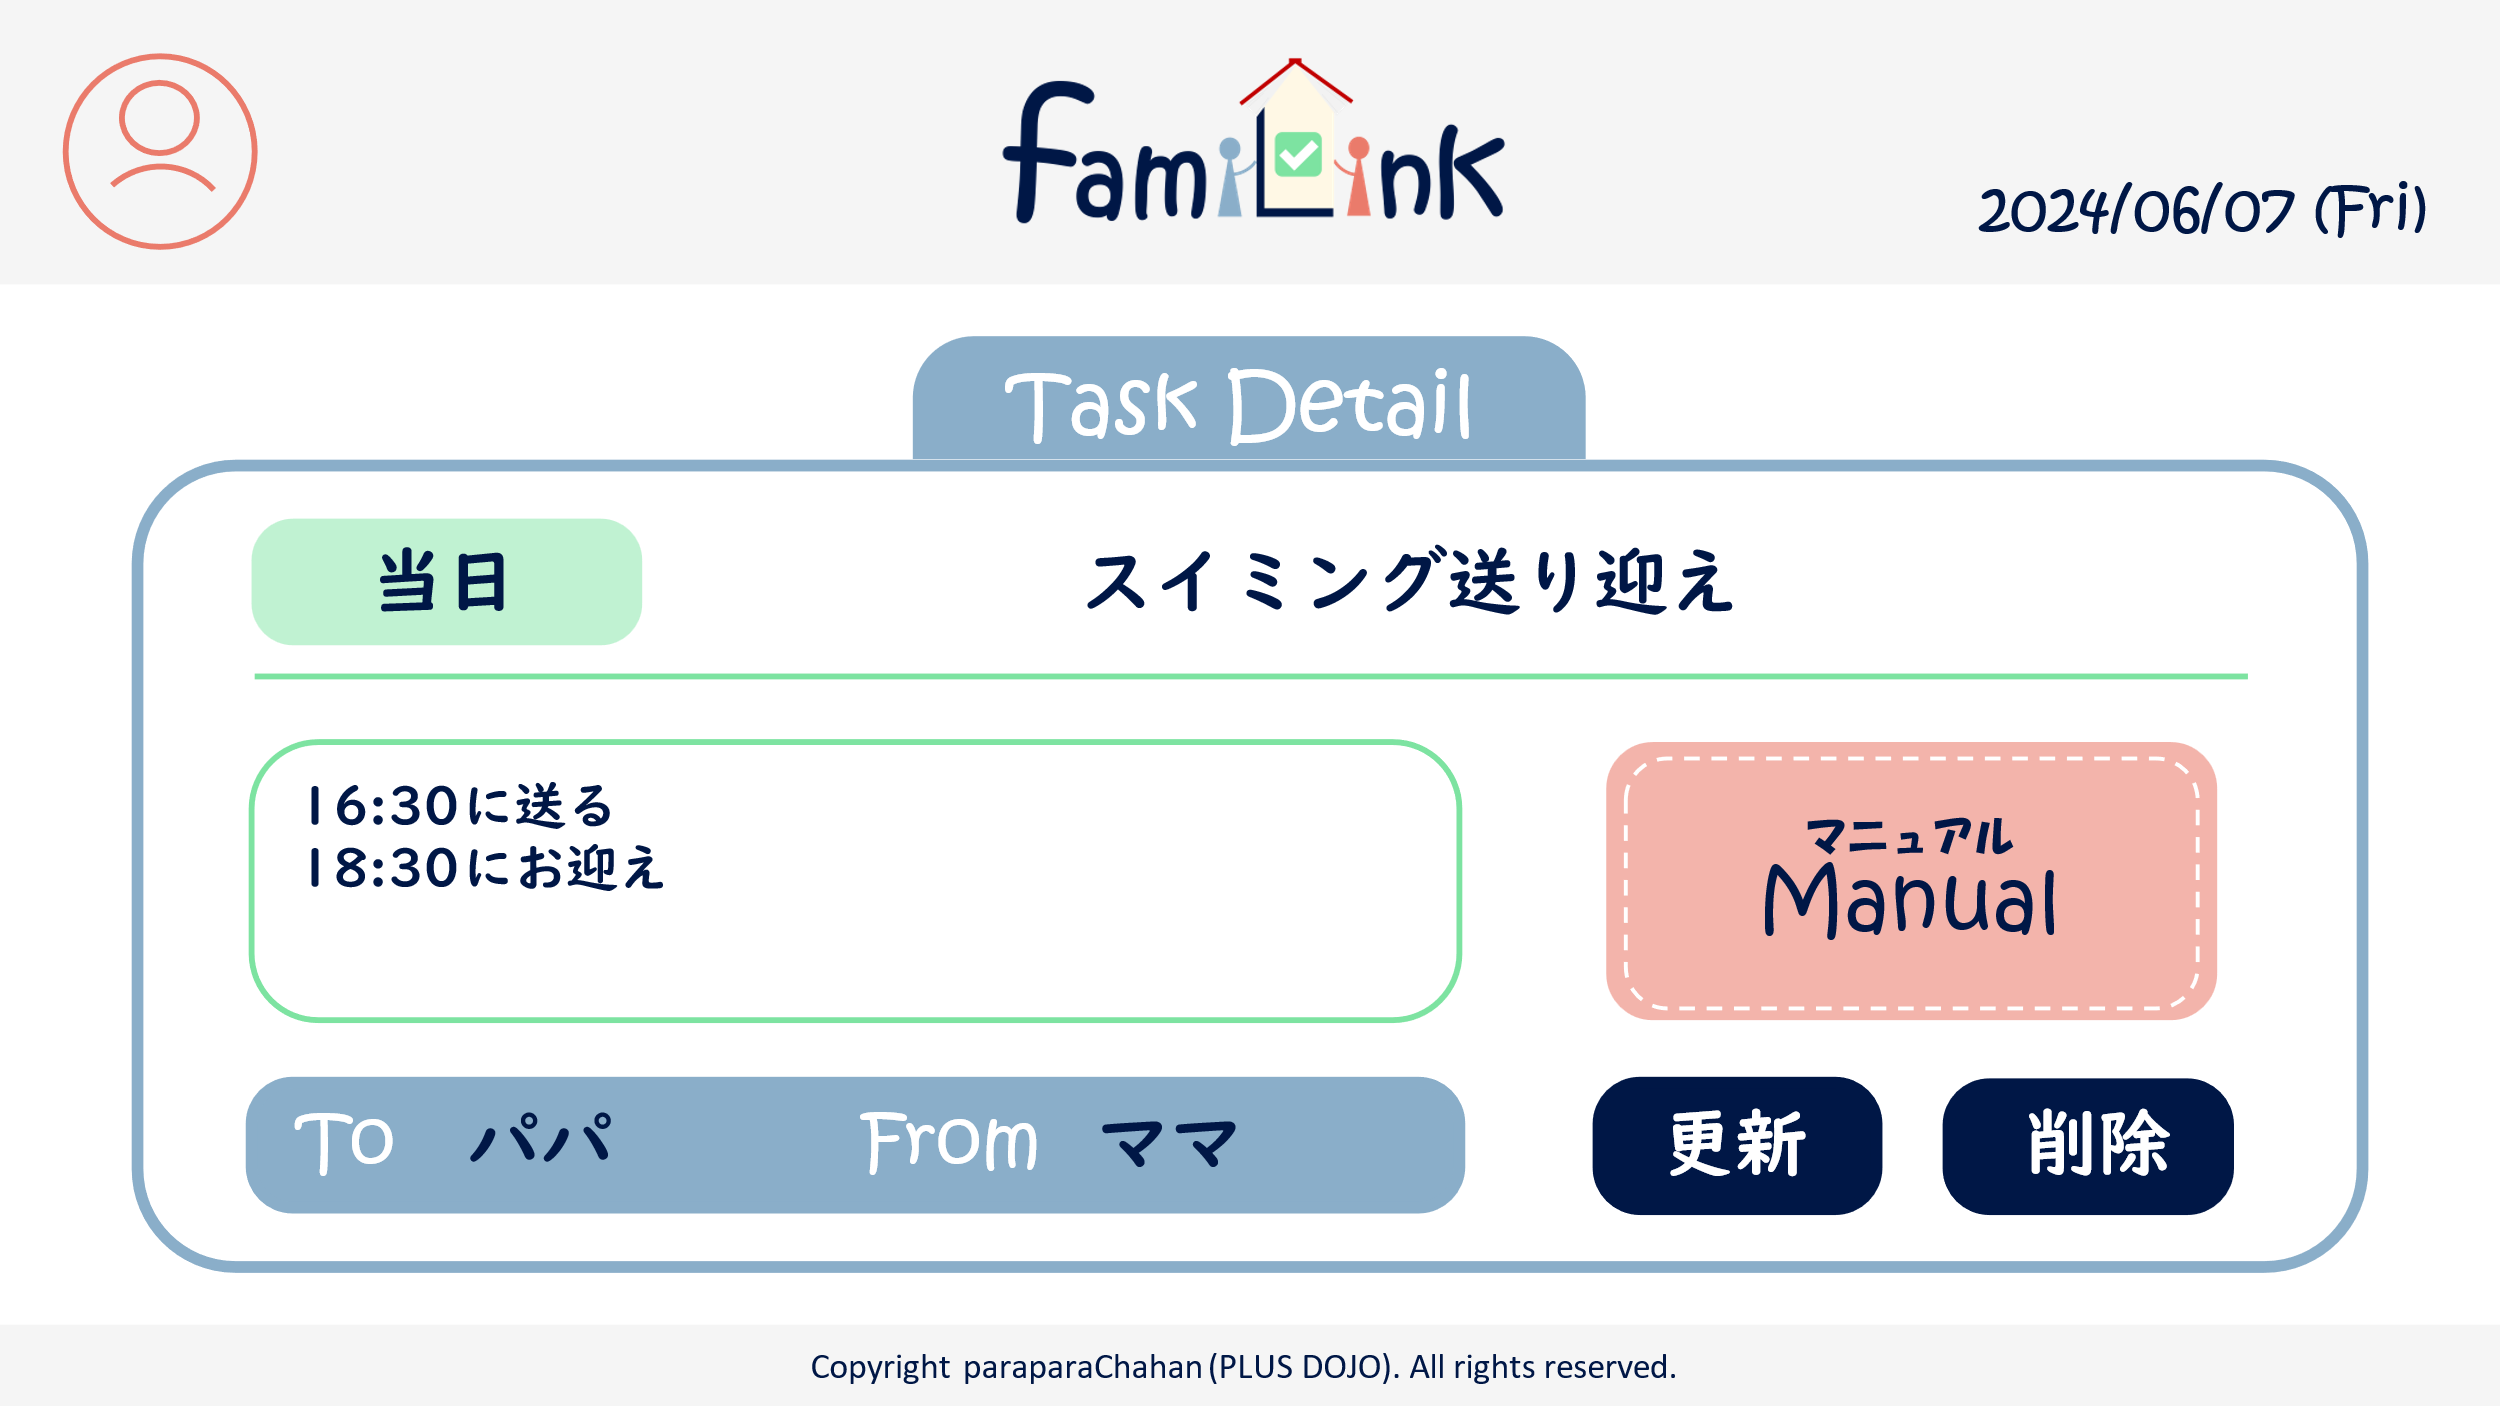 FamLink
2024/06/07 (Fri)
Task Detail
当日
スイミング送り迎え
16:30に送る
18:30にお迎え
マニュアル
Manual
To パパ From ママ
更新
削除
Copyright paraparaChahan (PLUS DOJO). All rights reserved.